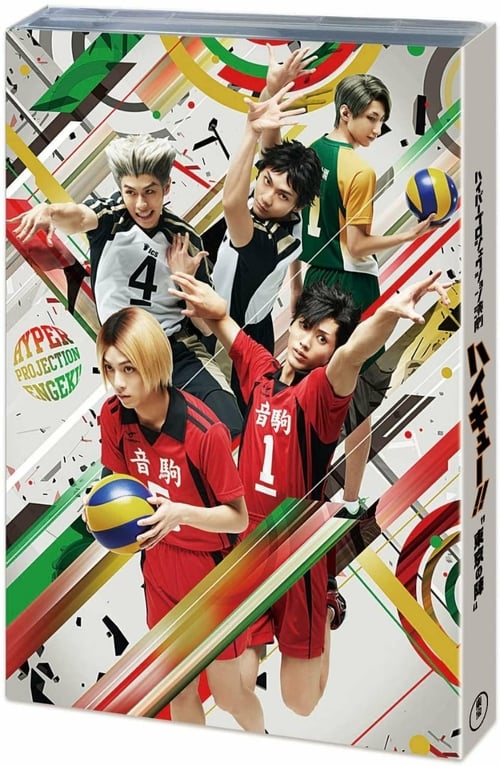 4
1
HYPER
PROJECTION
ENGEKI!
音駒
音駒
1
ハイパープロジェクション演劇
ハイキュー!!
"東京の陣"